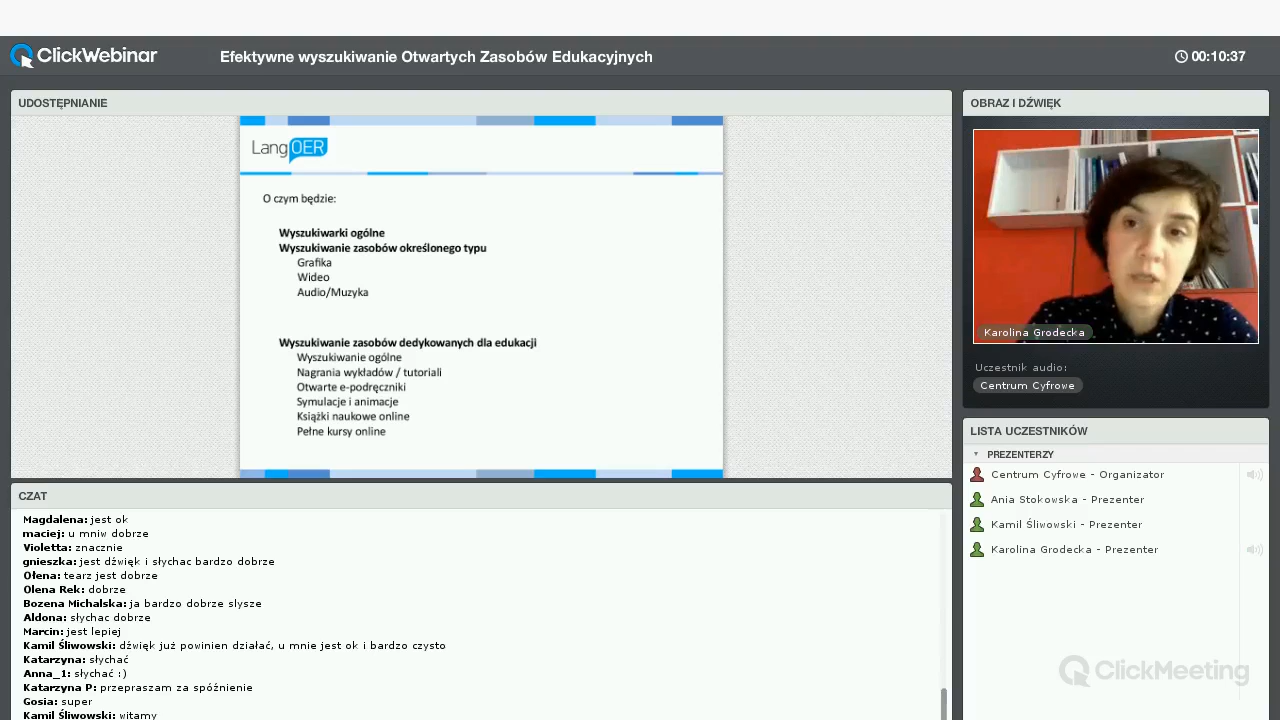 ClickWebinar
Efektywne wyszukiwanie Otwartych Zasobów Edukacyjnych
00:10:37
UDOSTĘPNIANIE
LangOER
O czym będzie:
Wyszukiwarki ogólne
Wyszukiwanie zasobów określonego typu
Grafika
Wideo
Audio/Muzyka
Wyszukiwanie zasobów dedykowanych dla edukacji
Wyszukiwanie ogólne
Nagrania wykładów / tutoriali
Otwarte e-podręczniki
Symulacje i animacje
Książki naukowe online
Pełne kursy online
OBRAZ I DŹWIĘK
Karolina Grodecka
Uczestnik audio:
Centrum Cyfrowe
LISTA UCZESTNIKÓW
PREZENTERZY
Centrum Cyfrowe - Organizator
Ania Stokowska - Prezenter
Kamil Śliwowski - Prezenter
Karolina Grodecka - Prezenter
ClickMeeting
CZAT
Magdalena: jest ok
maciej: u mniw dobrze
Violetta: znacznie
gnieszka: jest dźwięk i słychac bardzo dobrze
Ołena: tearz jest dobrze
Olena Rek: dobrze
Bozena Michalska: ja bardzo dobrze slysze
Aldona: słychac dobrze
Marcin: jest lepiej
Kamil Śliwowski: dźwięk już powinien działać, u mnie jest ok i bardzo czysto
Katarzyna: słychać
Anna_1: słychać :)
Katarzyna P: przepraszam za spóźnienie
Gosia: super
Kamil Śliwowski: witamy